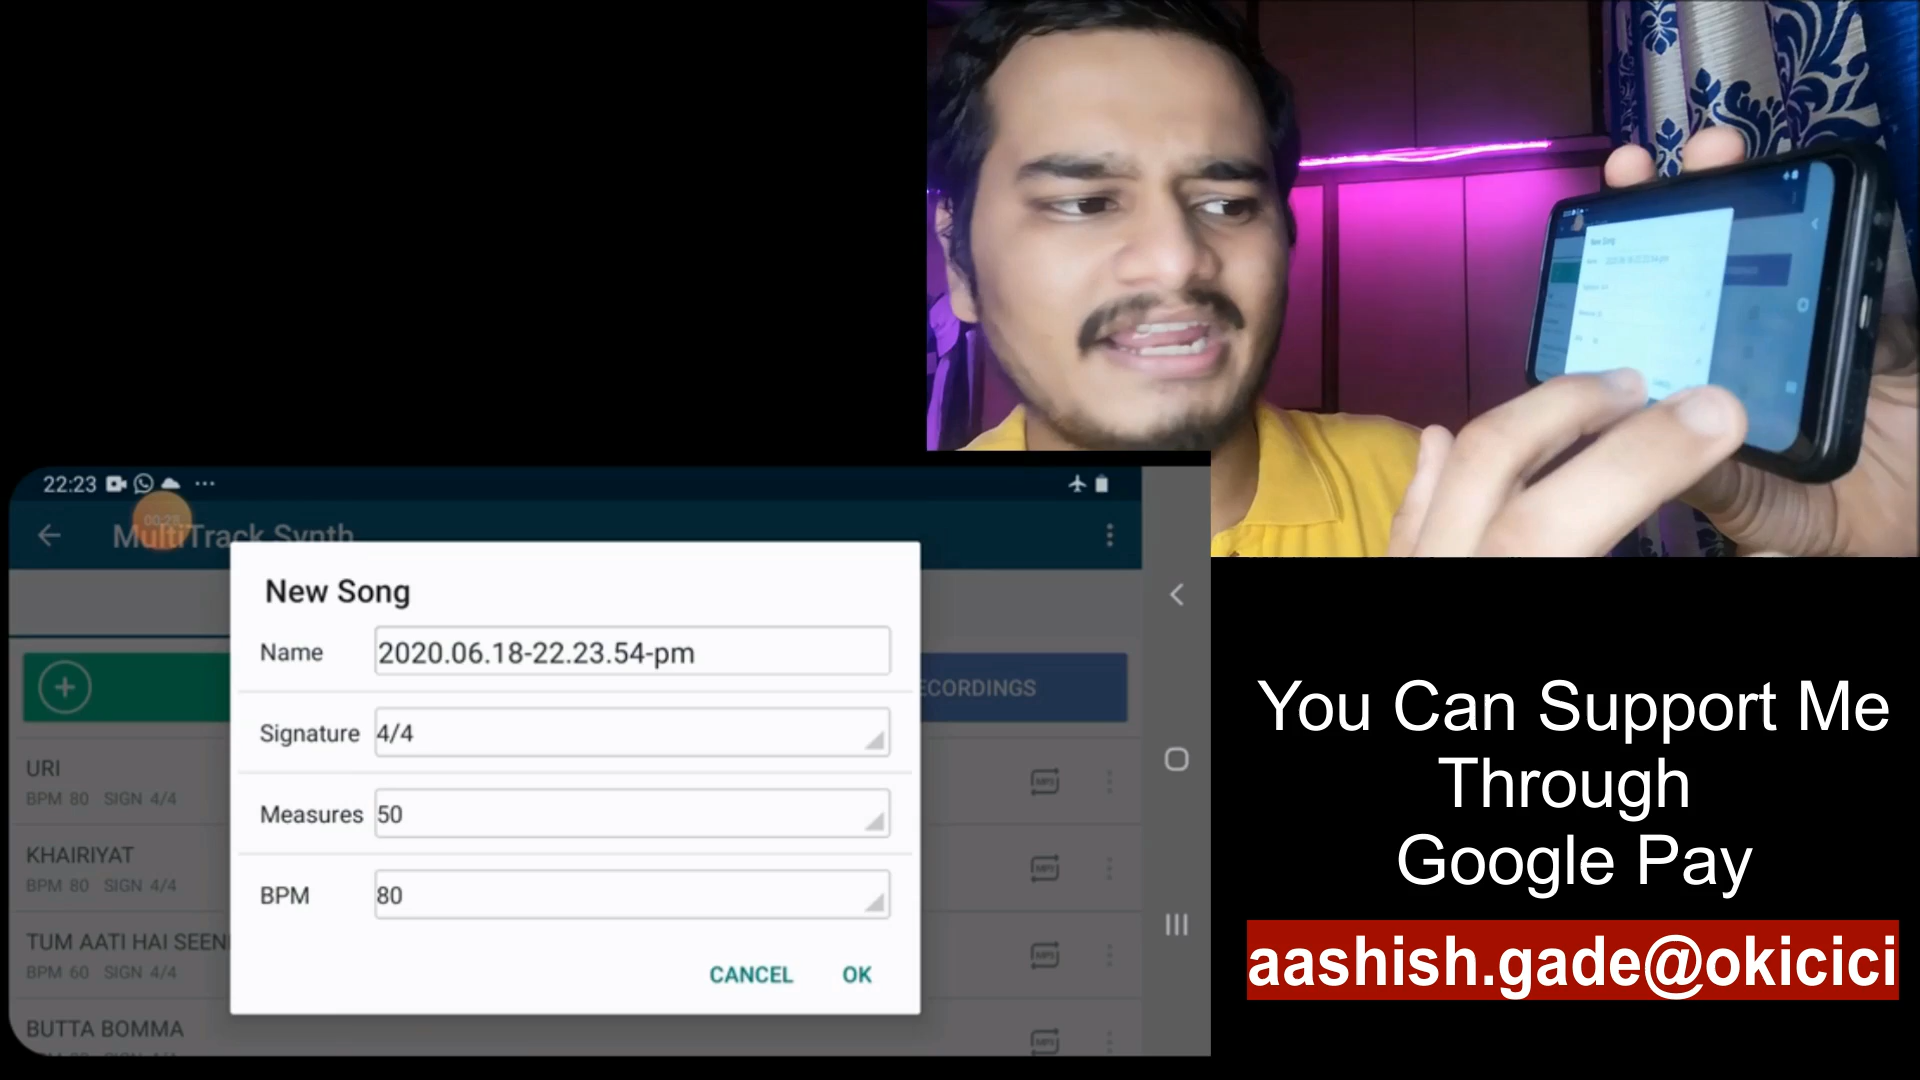 22:23
MultiTrack Synth
New Song
Name 2020.06.18-22.23.54-pm
Signature 4/4
Measures 50
BPM 80
CANCEL OK
ECORDINGS
URI
BPM 80 SIGN 4/4
KHAIRIYAT
BPM 80 SIGN 4/4
TUM AATI HAI SEEN
BPM 60 SIGN 4/4
BUTTA BOMMA
You Can Support Me
Through
Google Pay
aashish.gade@okicici
New Song